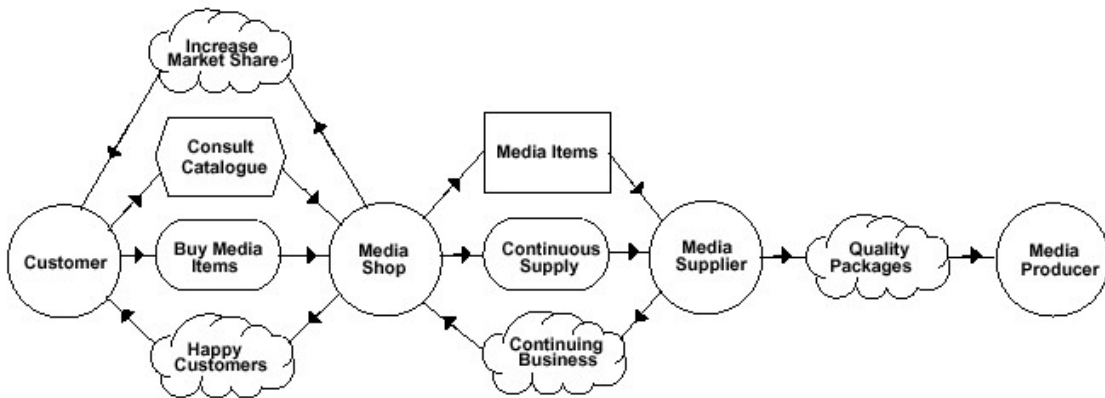 Increase
Market Share
Consult
Catalogue
Media Items
Customer
Buy Media
Items
Media
Shop
Continuous
Supply
Media
Supplier
Quality
Packages
Media
Producer
Happy
Customers
Continuing
Business